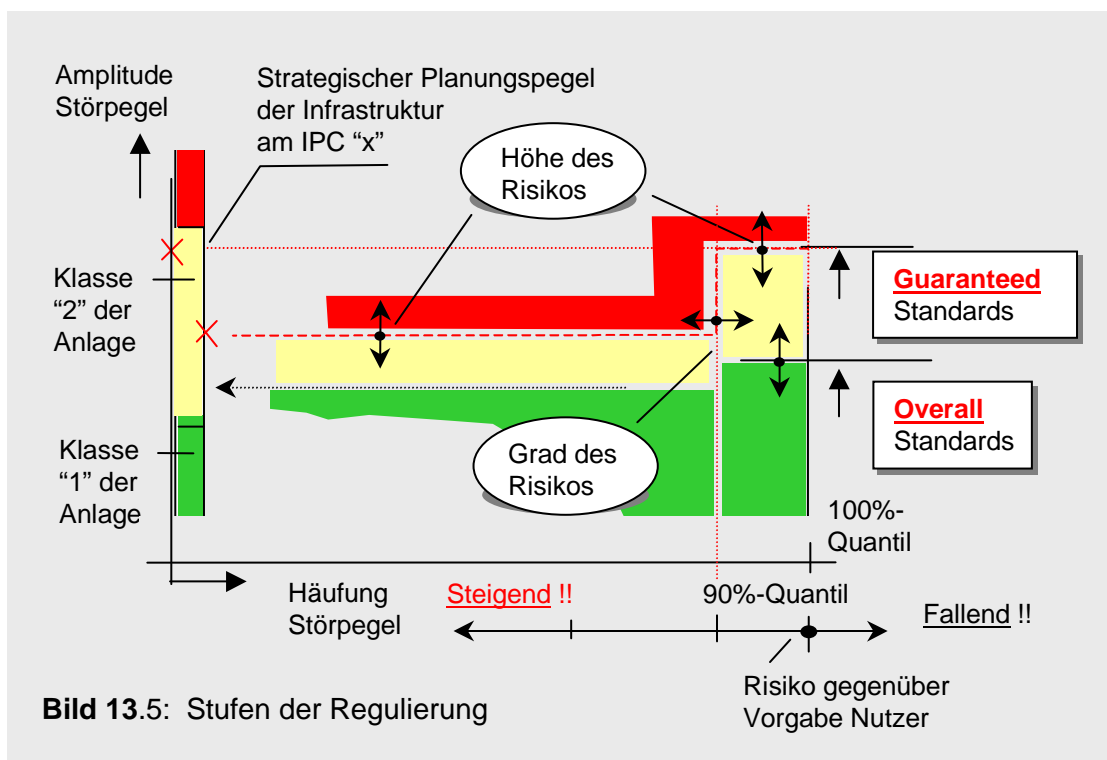 Amplitude
Störpegel
Strategischer Planungspegel
der Infrastruktur
am IPC “x”
Höhe des
Risikos
Klasse
“2” der
Anlage
Guaranteed
Standards
Overall
Standards
Klasse
“1” der
Anlage
Grad des
Risikos
100%-
Quantil
Häufung
Störpegel
Steigend !!
90%-Quantil
Fallend !!
Risiko gegenüber
Vorgabe Nutzer
Bild 13.5: Stufen der Regulierung